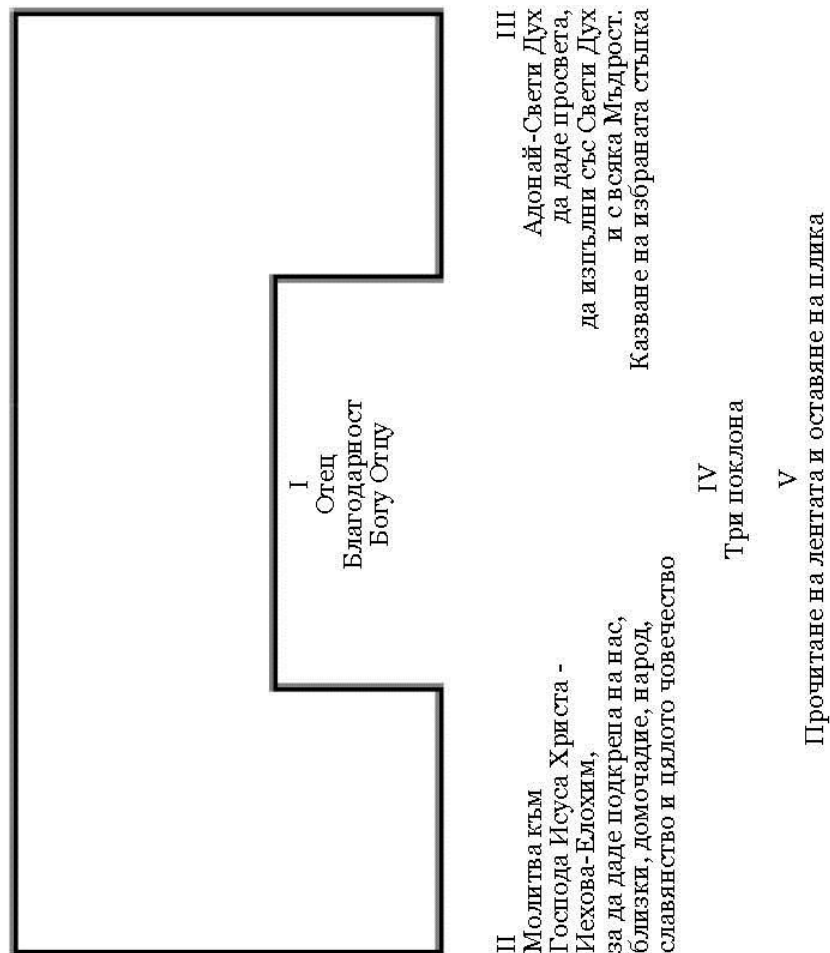 I
Отец
Благодарност
Богу Отцу
II
Молитва към
Господа Исуса Христа -
Иехова-Елохим,
за да даде подкрепа на нас,
близки, домочадие, народ,
славянство и цялото човечество
III
Адонай-Свети Дух
да даде просвета,
да изпълни със Свети Дух
и с всяка Мъдрост.
Казване на избраната стъпка
IV
Три поклона
V
Прочитане на лентата и оставяне на плика